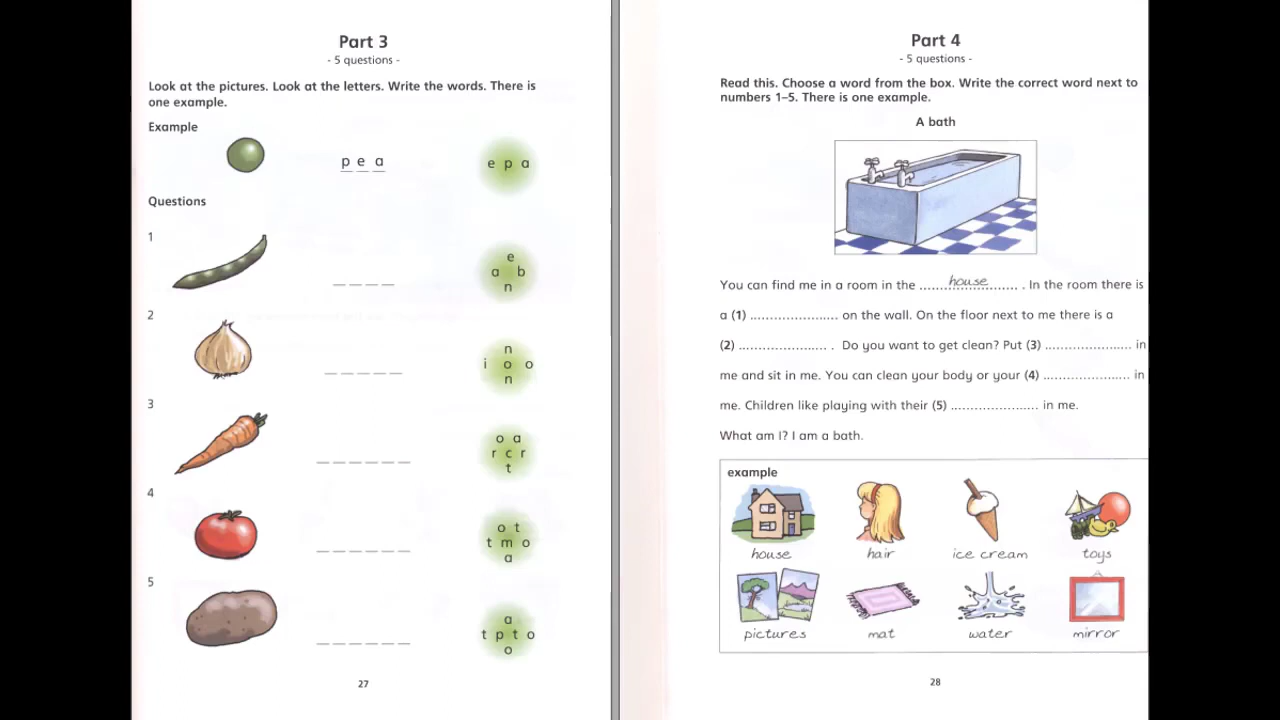 Part 3
- 5 questions -
Look at the pictures. Look at the letters. Write the words. There is
one example.
Example
p e a
e p a
Questions
1
e
a b
n
2
n
i o o
n
3
o a
r c r
t
4
o t
t m o
a
5
a
t p t o
o
27
Part 4
- 5 questions -
Read this. Choose a word from the box. Write the correct word next to
numbers 1–5. There is one example.
A bath
You can find me in a room in the ......house...... . In the room there is
a (1) ...................... on the wall. On the floor next to me there is a
(2) ...................... . Do you want to get clean? Put (3) ...................... in
me and sit in me. You can clean your body or your (4) ...................... in
me. Children like playing with their (5) ...................... in me.
What am I? I am a bath.
example
house hair ice cream toys
pictures mat water mirror
28